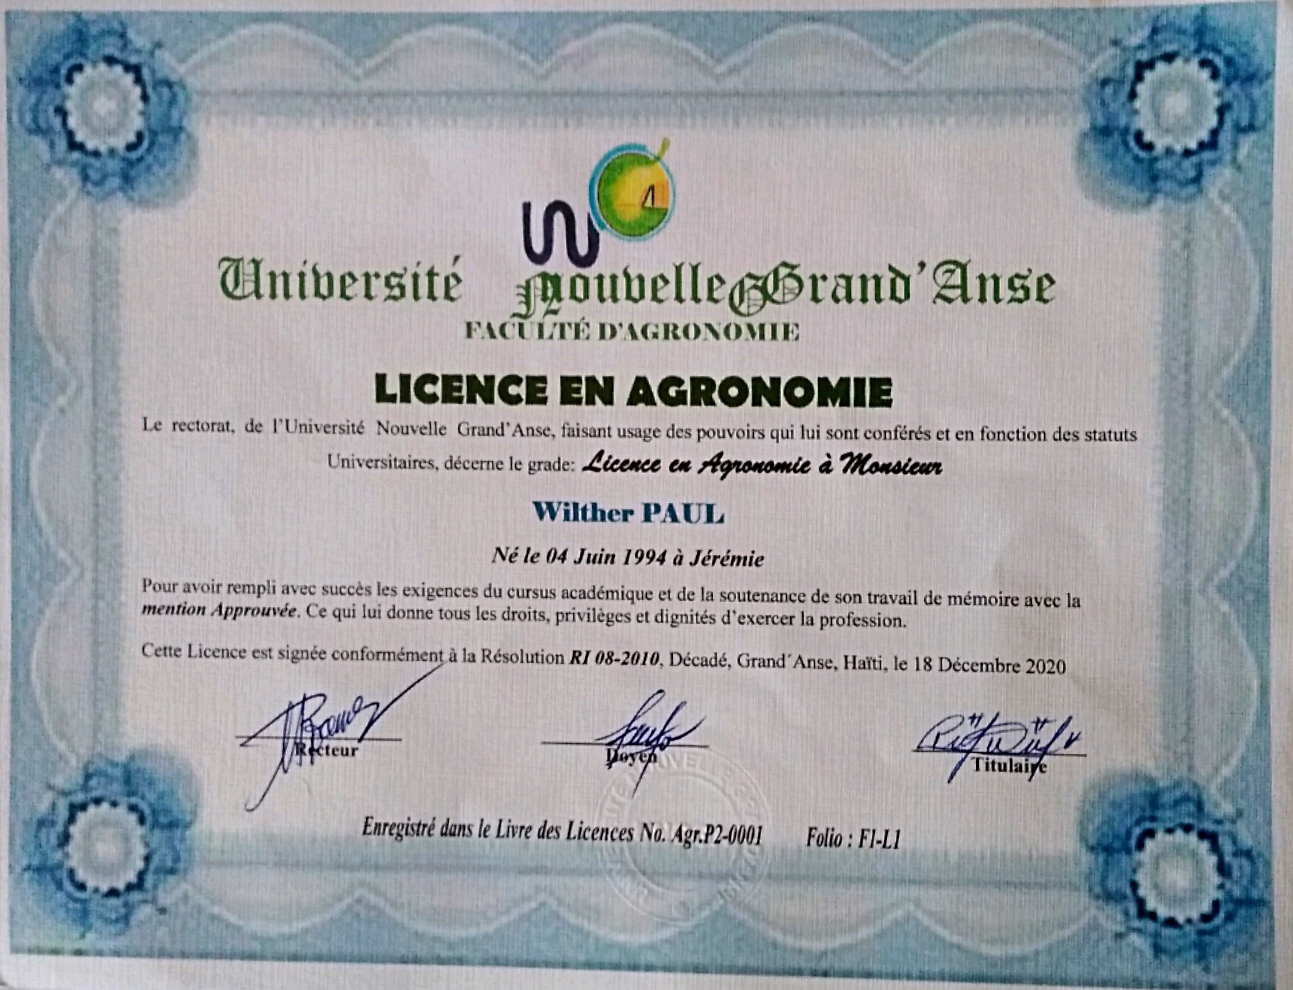 Université Nouvelle Grand'Anse
FACULTÉ D'AGRONOMIE
LICENCE EN AGRONOMIE
Le rectorat, de l'Université Nouvelle Grand'Anse, faisant usage des pouvoirs qui lui sont conférés et en fonction des statuts
Universitaires, décerne le grade: Licence en Agronomie à Monsieur
Wilther PAUL
Né le 04 Juin 1994 à Jérémie
Pour avoir rempli avec succès les exigences du cursus académique et de la soutenance de son travail de mémoire avec la
mention Approuvée. Ce qui lui donne tous les droits, privilèges et dignités d'exercer la profession.
Cette Licence est signée conformément à la Résolution RI 08-2010, Décadé, Grand´Anse, Haïti, le 18 Décembre 2020
Recteur Doyen Titulaire
Enregistré dans le Livre des Licences No. Agr.P2-0001 Folio : F1-L1